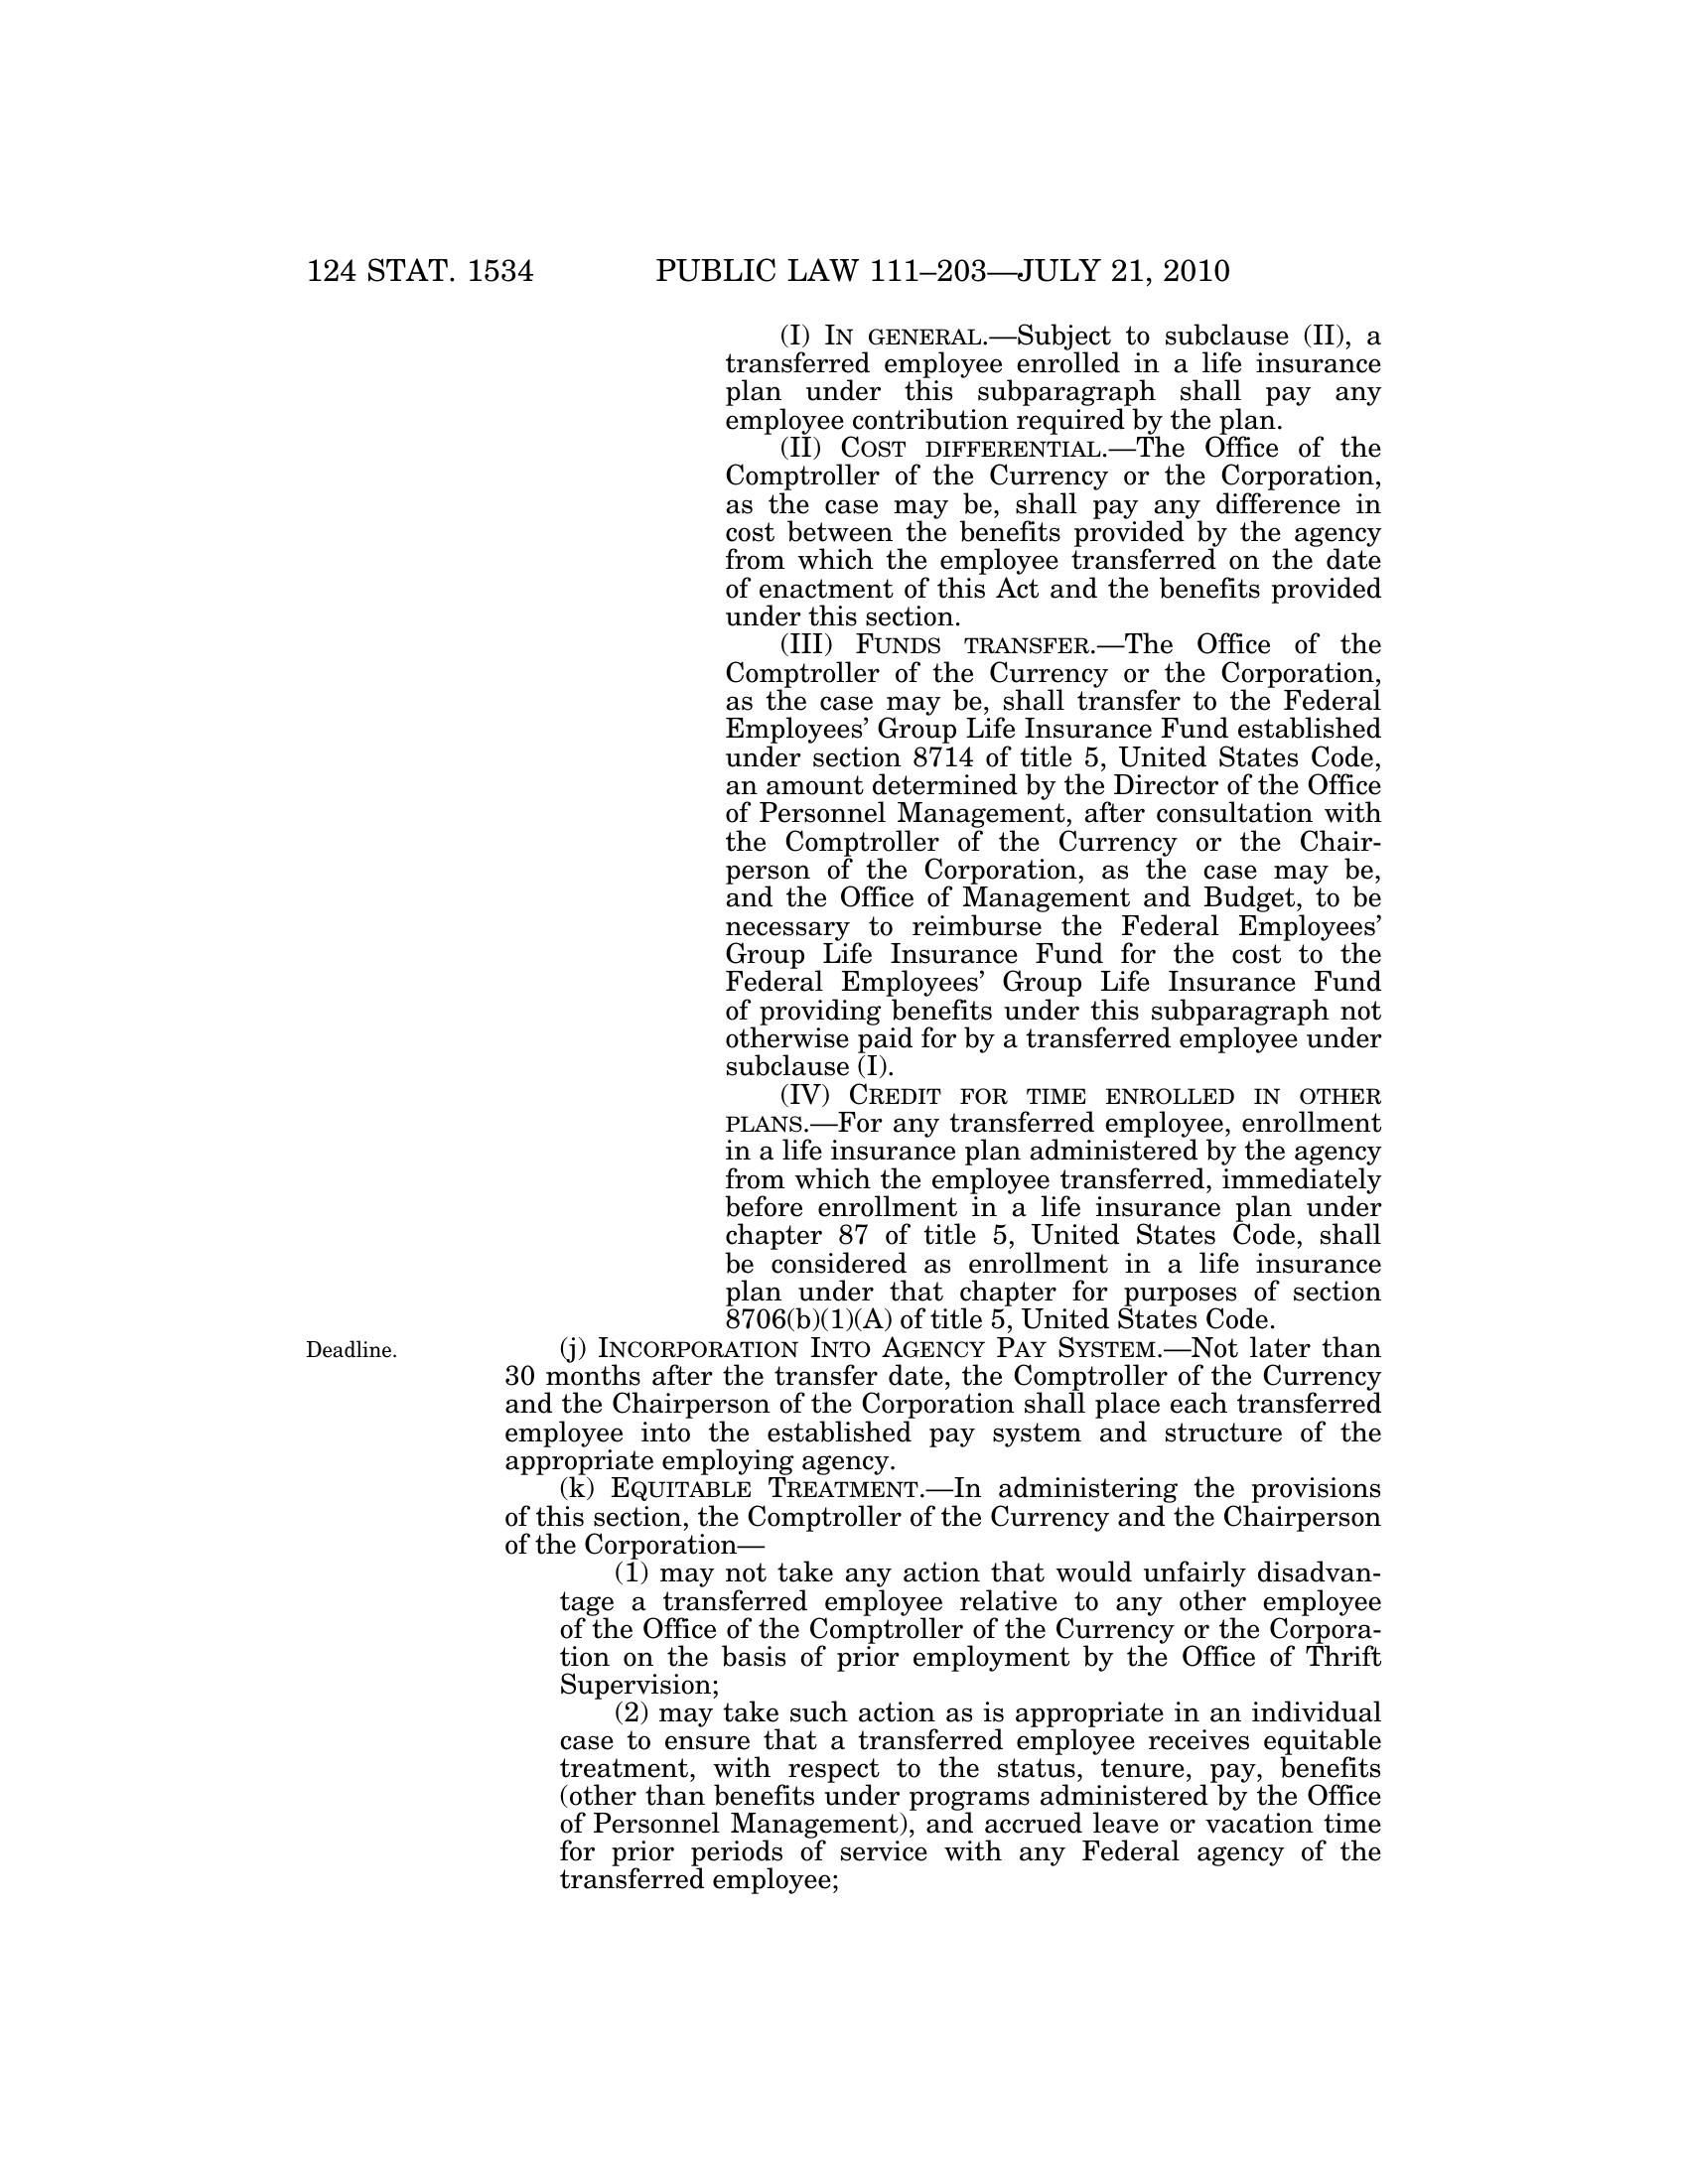 124 STAT. 1534 PUBLIC LAW 111–203—JULY 21, 2010
(I) IN GENERAL.—Subject to subclause (II), a
transferred employee enrolled in a life insurance
plan under this subparagraph shall pay any
employee contribution required by the plan.
(II) COST DIFFERENTIAL.—The Office of the
Comptroller of the Currency or the Corporation,
as the case may be, shall pay any difference in
cost between the benefits provided by the agency
from which the employee transferred on the date
of enactment of this Act and the benefits provided
under this section.
(III) FUNDS TRANSFER.—The Office of the
Comptroller of the Currency or the Corporation,
as the case may be, shall transfer to the Federal
Employees’ Group Life Insurance Fund established
under section 8714 of title 5, United States Code,
an amount determined by the Director of the Office
of Personnel Management, after consultation with
the Comptroller of the Currency or the Chair-
person of the Corporation, as the case may be,
and the Office of Management and Budget, to be
necessary to reimburse the Federal Employees’
Group Life Insurance Fund for the cost to the
Federal Employees’ Group Life Insurance Fund
of providing benefits under this subparagraph not
otherwise paid for by a transferred employee under
subclause (I).
(IV) CREDIT FOR TIME ENROLLED IN OTHER
PLANS.—For any transferred employee, enrollment
in a life insurance plan administered by the agency
from which the employee transferred, immediately
before enrollment in a life insurance plan under
chapter 87 of title 5, United States Code, shall
be considered as enrollment in a life insurance
plan under that chapter for purposes of section
8706(b)(1)(A) of title 5, United States Code.
Deadline. (j) INCORPORATION INTO AGENCY PAY SYSTEM.—Not later than
30 months after the transfer date, the Comptroller of the Currency
and the Chairperson of the Corporation shall place each transferred
employee into the established pay system and structure of the
appropriate employing agency.
(k) EQUITABLE TREATMENT.—In administering the provisions
of this section, the Comptroller of the Currency and the Chairperson
of the Corporation—
(1) may not take any action that would unfairly disadvan-
tage a transferred employee relative to any other employee
of the Office of the Comptroller of the Currency or the Corpora-
tion on the basis of prior employment by the Office of Thrift
Supervision;
(2) may take such action as is appropriate in an individual
case to ensure that a transferred employee receives equitable
treatment, with respect to the status, tenure, pay, benefits
(other than benefits under programs administered by the Office
of Personnel Management), and accrued leave or vacation time
for prior periods of service with any Federal agency of the
transferred employee;